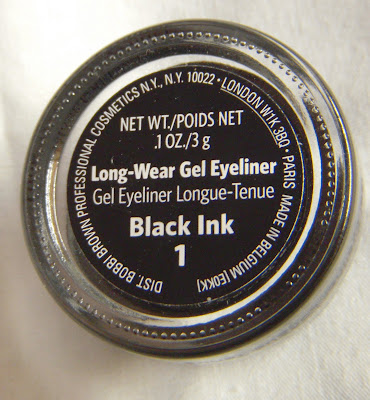 DIST. BOBBI BROWN PROFESSIONAL COSMETICS N.Y., N.Y. 10022 • LONDON W1K 3BQ • PARIS MADE IN BELGIUM [E0KK]
NET WT./POIDS NET
.1 OZ./3 g
Long-Wear Gel Eyeliner
Gel Eyeliner Longue-Tenue
Black Ink
1